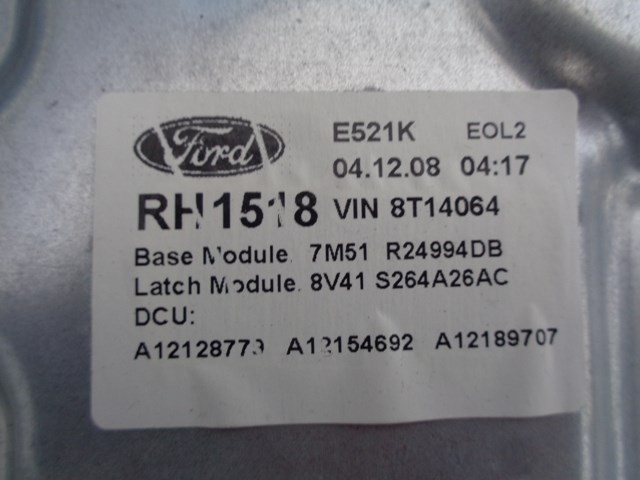 Ford E521K EOL2
04.12.08 04:17
RH1518 VIN 8T14064
Base Module. 7M51 R24994DB
Latch Module. 8V41 S264A26AC
DCU:
A12128779 A12154692 A12189707